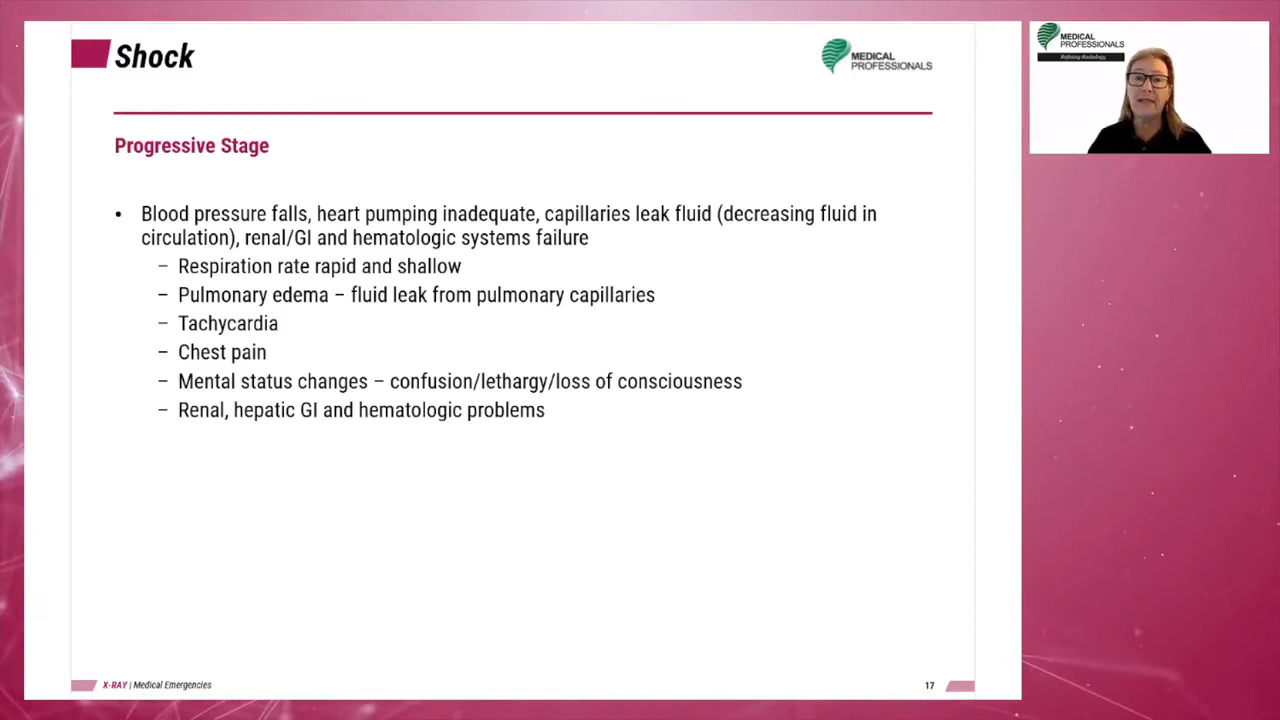 Shock
MEDICAL
PROFESSIONALS
Progressive Stage
• Blood pressure falls, heart pumping inadequate, capillaries leak fluid (decreasing fluid in
circulation), renal/GI and hematologic systems failure
– Respiration rate rapid and shallow
– Pulmonary edema – fluid leak from pulmonary capillaries
– Tachycardia
– Chest pain
– Mental status changes – confusion/lethargy/loss of consciousness
– Renal, hepatic GI and hematologic problems
X-RAY | Medical Emergencies
17
MEDICAL
PROFESSIONALS
Refining Radiology